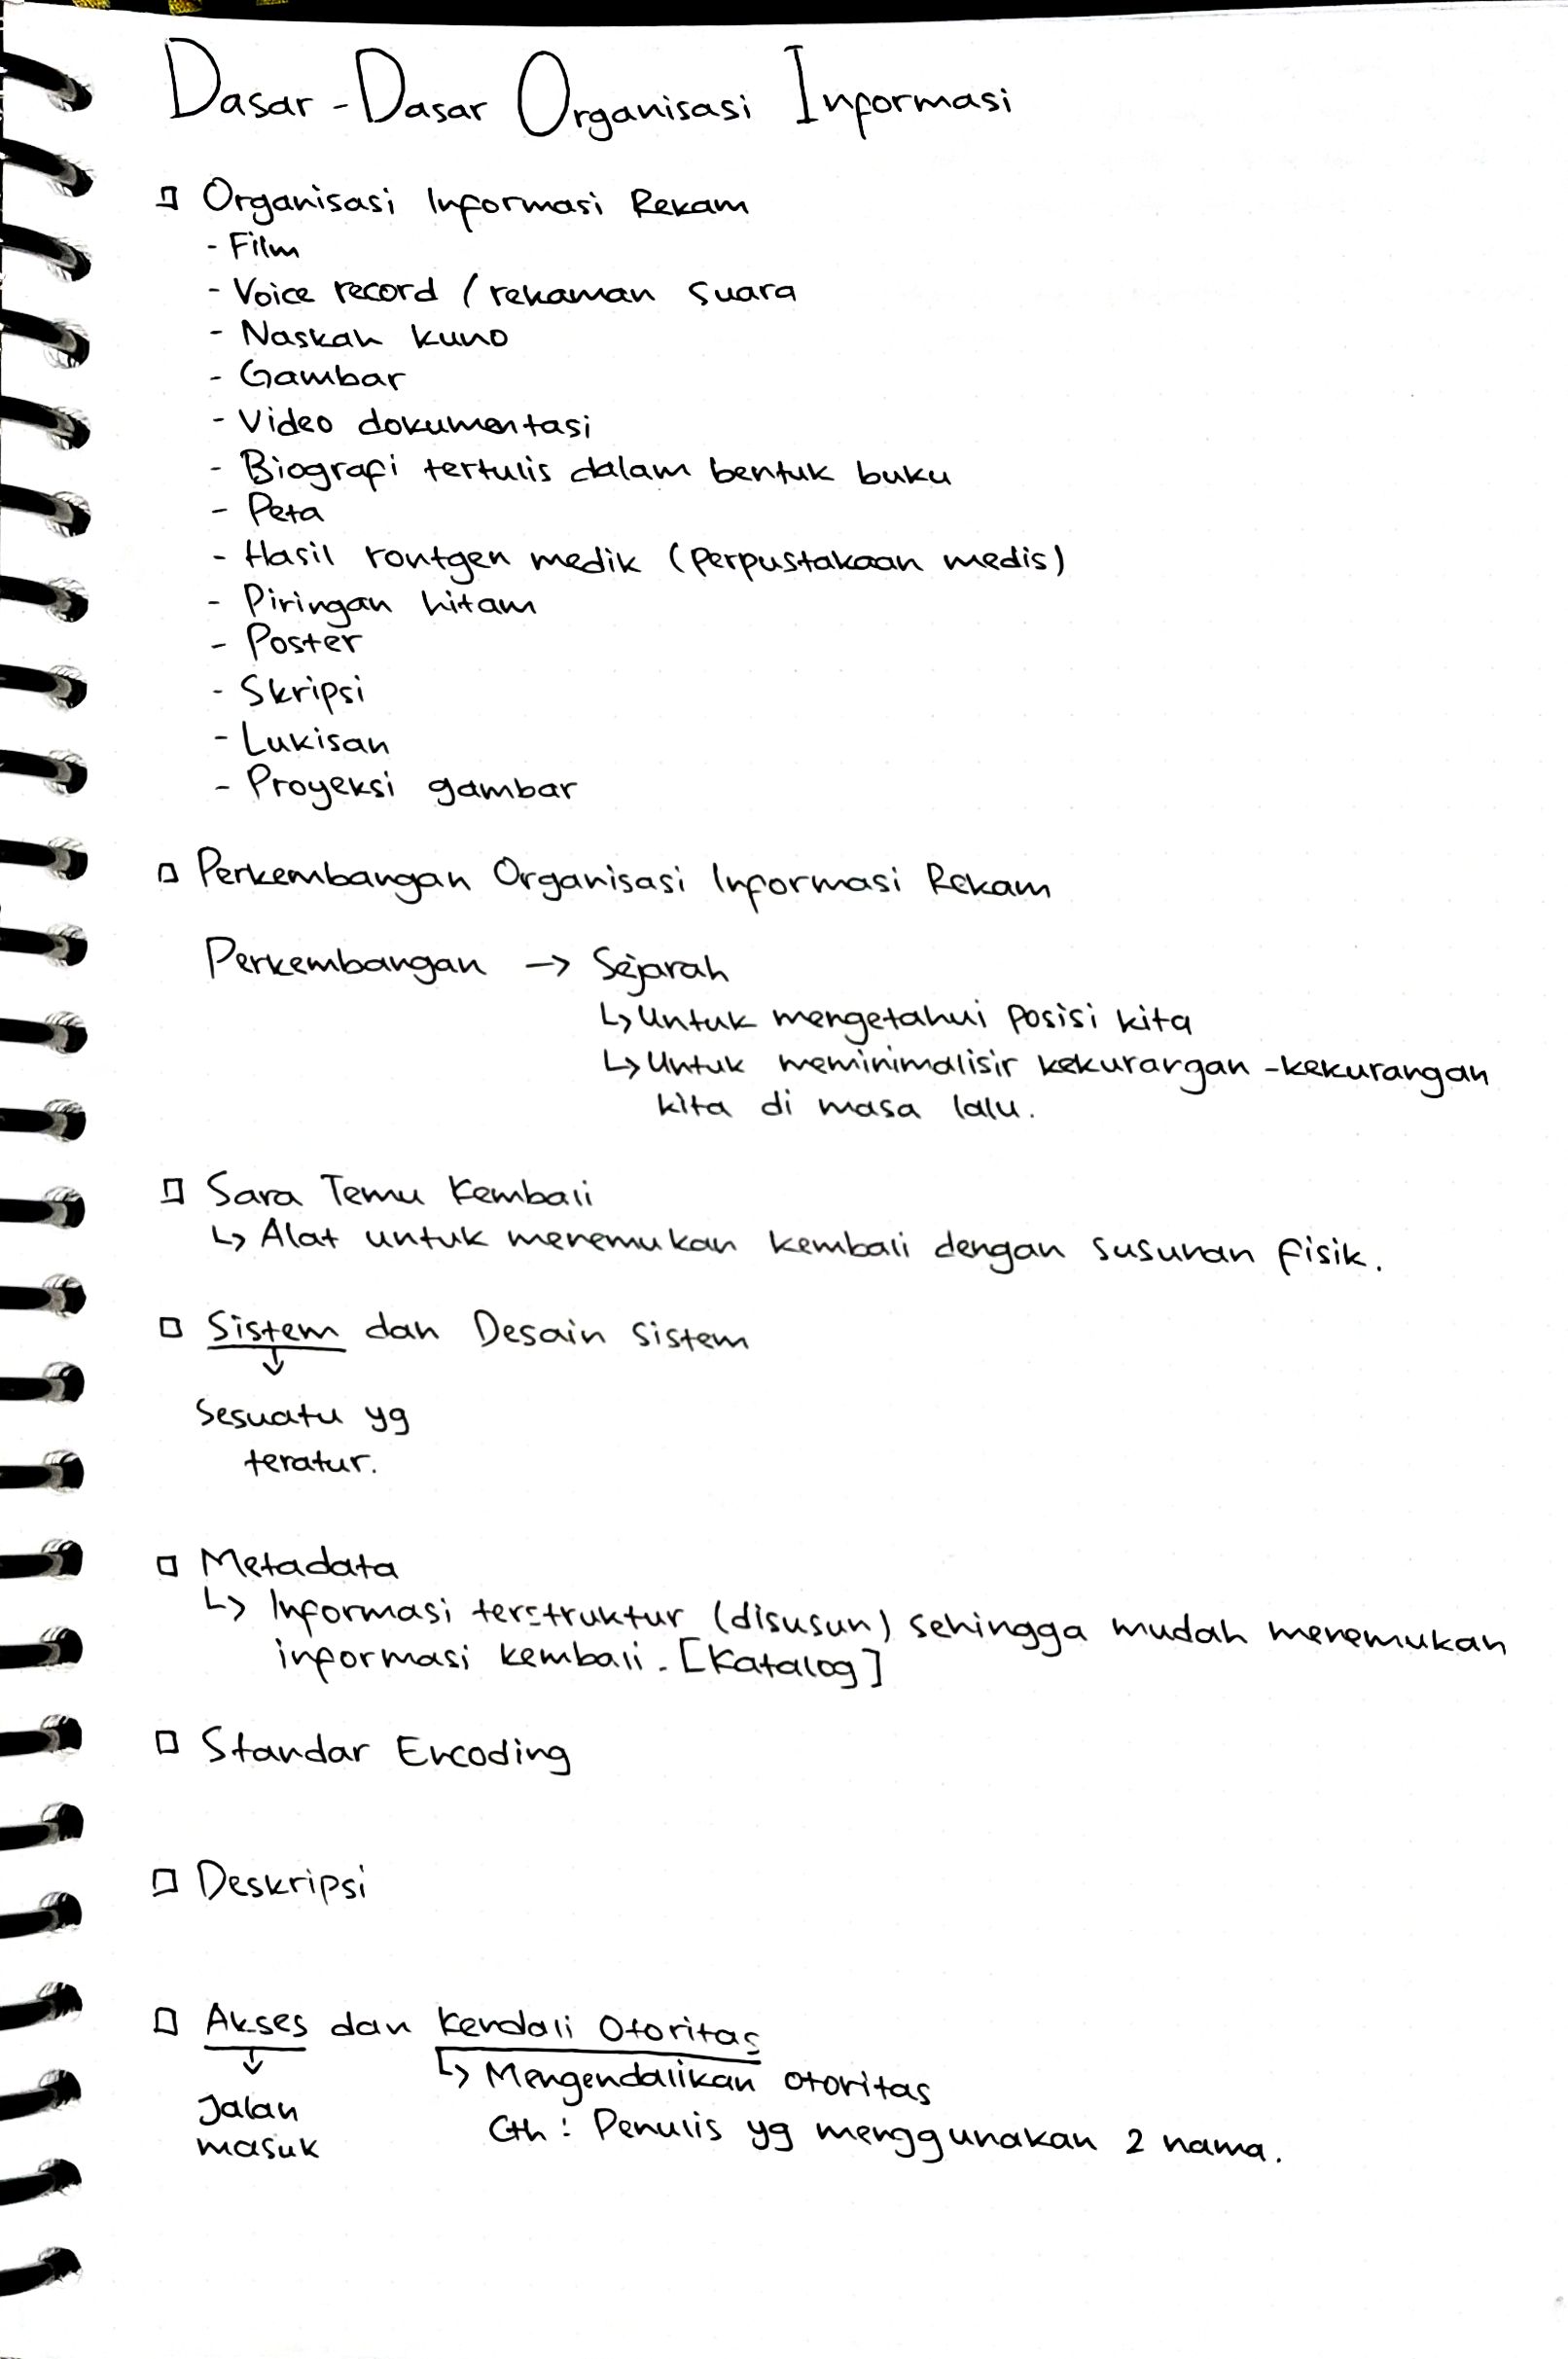 Dasar-Dasar Organisasi Informasi
Organisasi Informasi Rekam
- Film
- Voice record / rekaman suara
- Naskah kuno
- Gambar
- Video dokumentasi
- Biografi tertulis dalam bentuk buku
- Peta
- Hasil rontgen medik (perpustakaan medis)
- Piringan hitam
- Poster
- Skripsi
- Lukisan
- Proyeksi gambar
Perkembangan Organisasi Informasi Rekam
Perkembangan → Sejarah
↳ Untuk mengetahui posisi kita
↳ Untuk meminimalisir kekurangan-kekurangan
kita di masa lalu.
Sara Temu Kembali
↳ Alat untuk menemukan kembali dengan susunan fisik.
Sistem dan Desain Sistem
↓
Sesuatu yg
teratur.
Metadata
↳ Informasi terstruktur (disusun) sehingga mudah menemukan
informasi kembali. [Katalog]
Standar Encoding
Deskripsi
Akses dan Kendali Otoritas
↓ ↳ Mengendalikan otoritas
Jalan
masuk
Cth : Penulis yg menggunakan 2 nama.